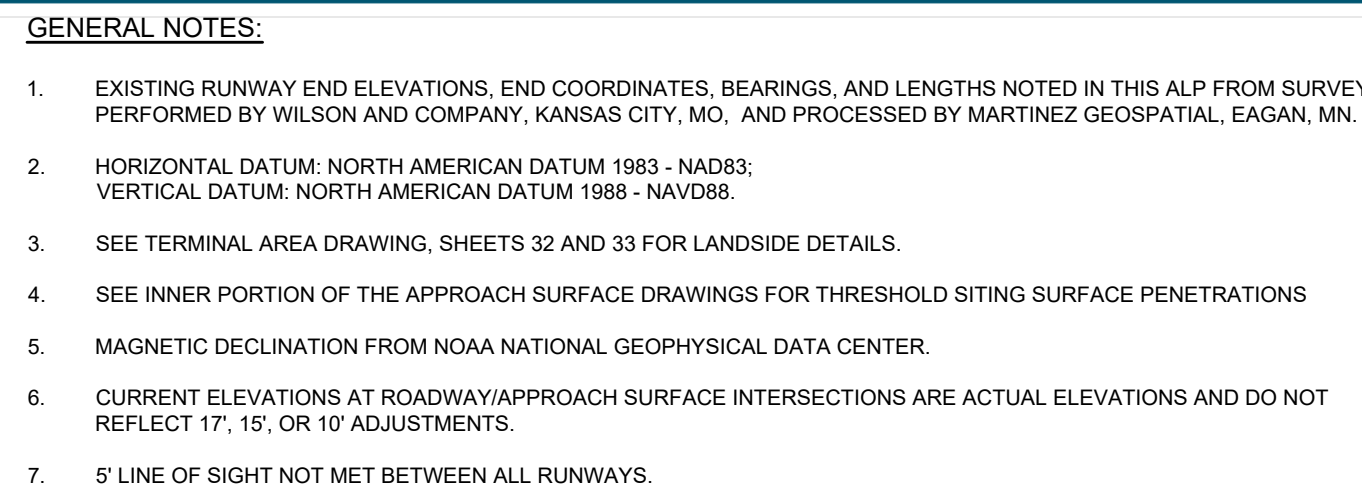 GENERAL NOTES:
1. EXISTING RUNWAY END ELEVATIONS, END COORDINATES, BEARINGS, AND LENGTHS NOTED IN THIS ALP FROM SURVEY
PERFORMED BY WILSON AND COMPANY, KANSAS CITY, MO, AND PROCESSED BY MARTINEZ GEOSPATIAL, EAGAN, MN.
2. HORIZONTAL DATUM: NORTH AMERICAN DATUM 1983 - NAD83;
VERTICAL DATUM: NORTH AMERICAN DATUM 1988 - NAVD88.
3. SEE TERMINAL AREA DRAWING, SHEETS 32 AND 33 FOR LANDSIDE DETAILS.
4. SEE INNER PORTION OF THE APPROACH SURFACE DRAWINGS FOR THRESHOLD SITING SURFACE PENETRATIONS
5. MAGNETIC DECLINATION FROM NOAA NATIONAL GEOPHYSICAL DATA CENTER.
6. CURRENT ELEVATIONS AT ROADWAY/APPROACH SURFACE INTERSECTIONS ARE ACTUAL ELEVATIONS AND DO NOT
REFLECT 17', 15', OR 10' ADJUSTMENTS.
7. 5' LINE OF SIGHT NOT MET BETWEEN ALL RUNWAYS.